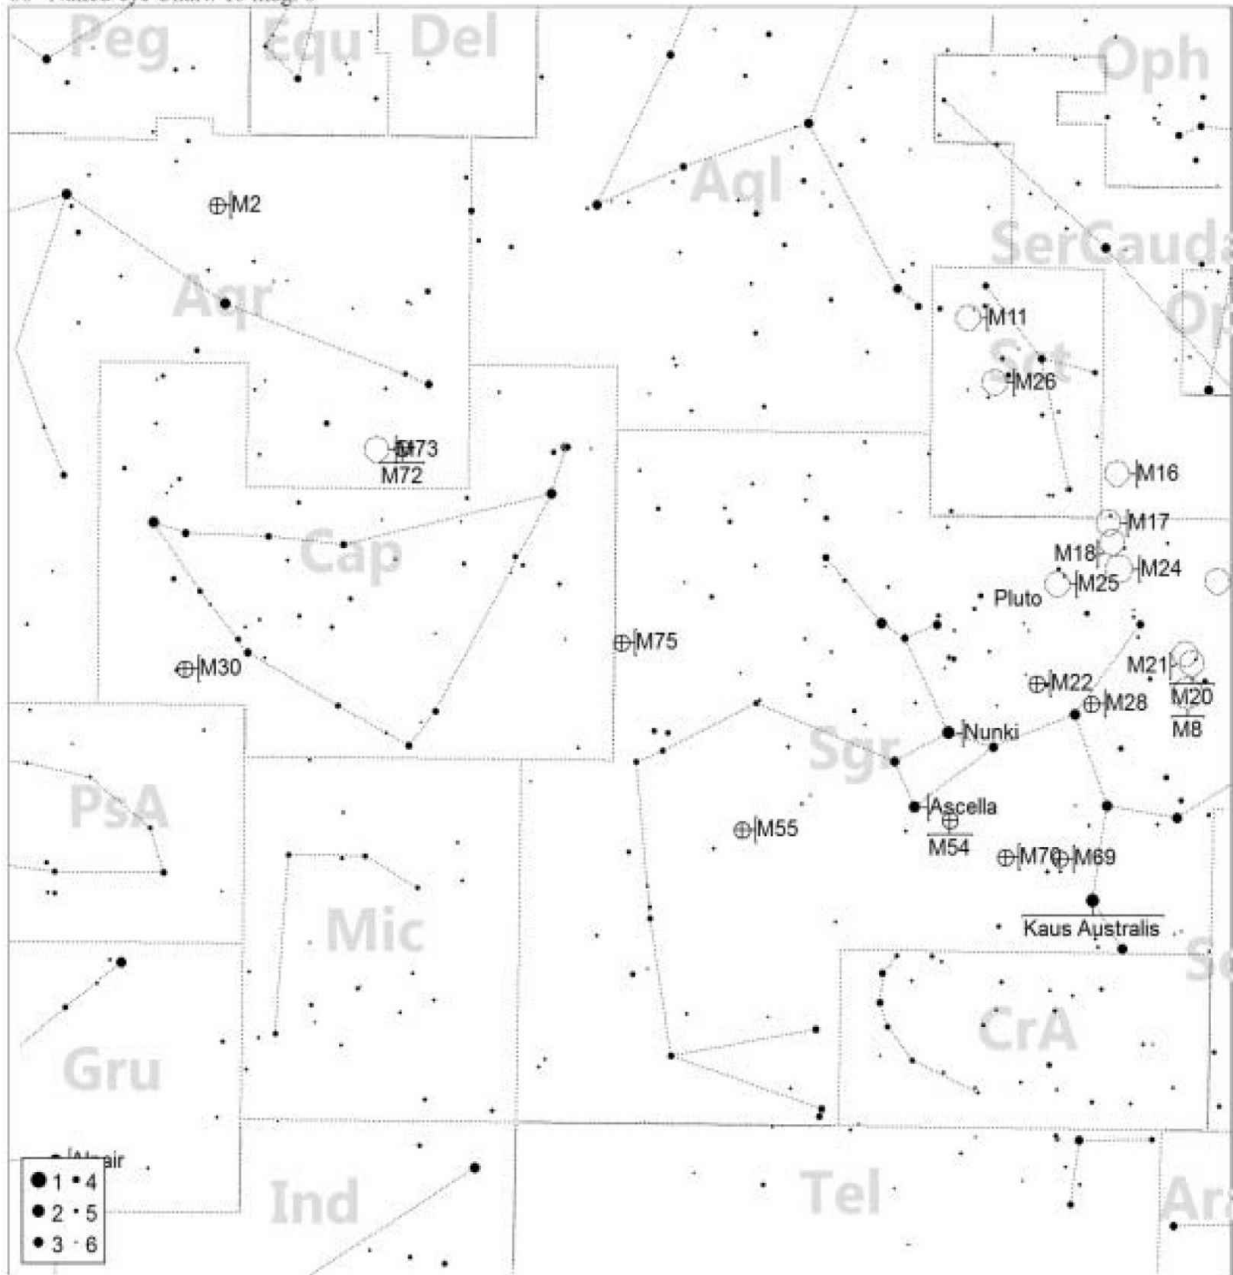 Peg Equ Del Oph
M2 Aql
SerCauda
Aqr Op
M11
Sct
M26
M73
M72
M16
M17
Cap M18
M24
M25
Pluto
M75 M21
M30 M22 M20
M28
M8
Nunki
Sgr
PsA Ascella
M55
M54
M70 M69
Mic Kaus Australis
CrA
Gru
1 4
2 5
3 6
Ind Tel Ara